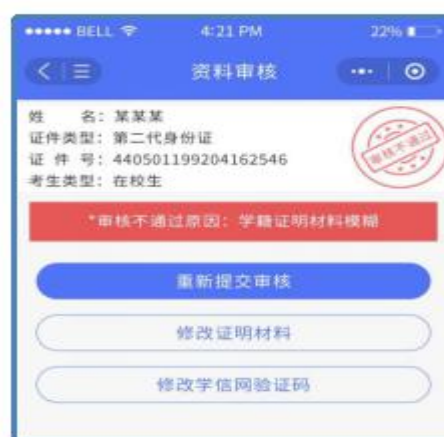 BELL 4:21 PM 22%
资料审核
姓 名：某某某
证件类型：第二代身份证
证 件 号：440501199204162546
考生类型：在校生
审核不通过
*审核不通过原因：学籍证明材料模糊
重新提交审核
修改证明材料
修改学信网验证码